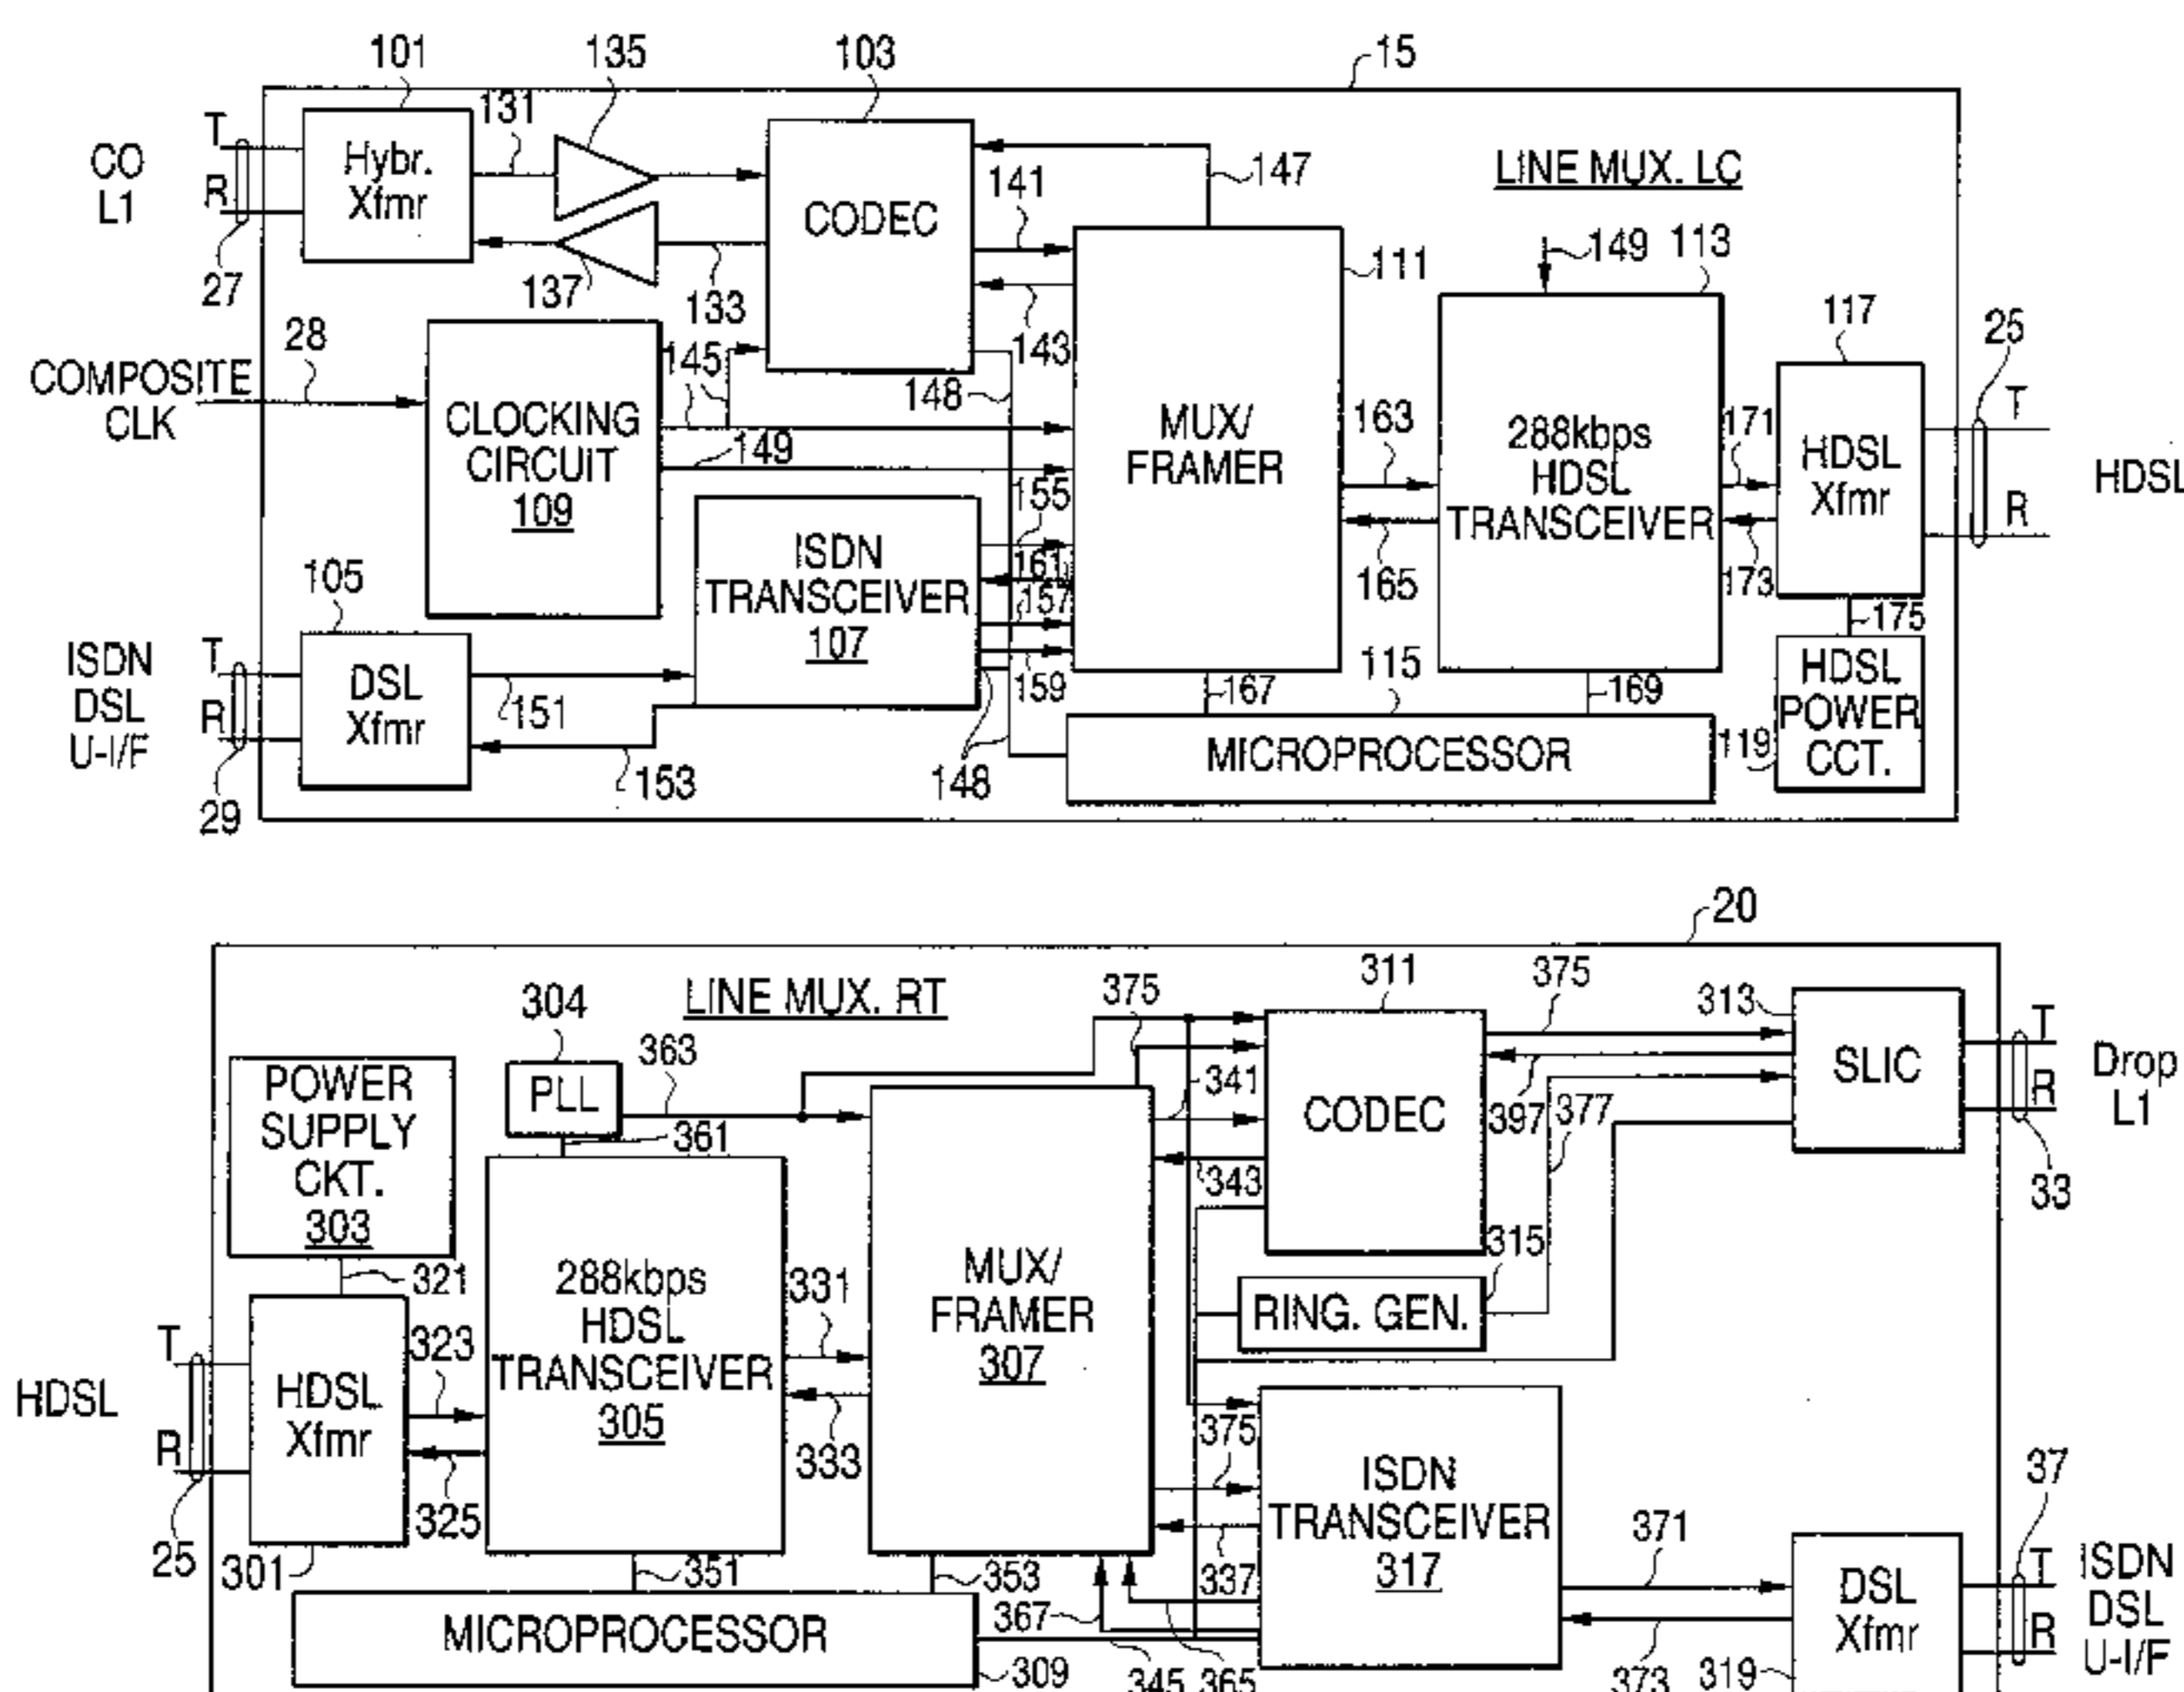 101
135
103
15
131
T
CO
L1
R
Hybr.
Xfmr
CODEC
LINE MUX. LC
147
141
27
137
133
143
149
113
111
117
25
28
COMPOSITE
CLK
145
148
CLOCKING
CIRCUIT
109
149
MUX/
FRAMER
163
165
288kbps
HDSL
TRANSCEIVER
171
173
HDSL
Xfmr
T
R
HDSL
155
161
157
159
ISDN
TRANSCEIVER
107
105
ISDN
DSL
U-I/F
T
R
DSL
Xfmr
151
153
29
148
167
115
169
MICROPROCESSOR
175
HDSL
POWER
CCT.
119
20
LINE MUX. RT
304
PLL
363
361
375
311
375
313
POWER
SUPPLY
CKT.
303
341
CODEC
397
377
SLIC
T
R
Drop
L1
33
343
321
288kbps
HDSL
TRANSCEIVER
305
331
333
MUX/
FRAMER
307
315
RING. GEN.
HDSL
T
R
HDSL
Xfmr
323
325
25
301
375
337
ISDN
TRANSCEIVER
317
371
373
37
T
R
ISDN
DSL
U-I/F
DSL
Xfmr
319
351
353
367
MICROPROCESSOR
309
345
365